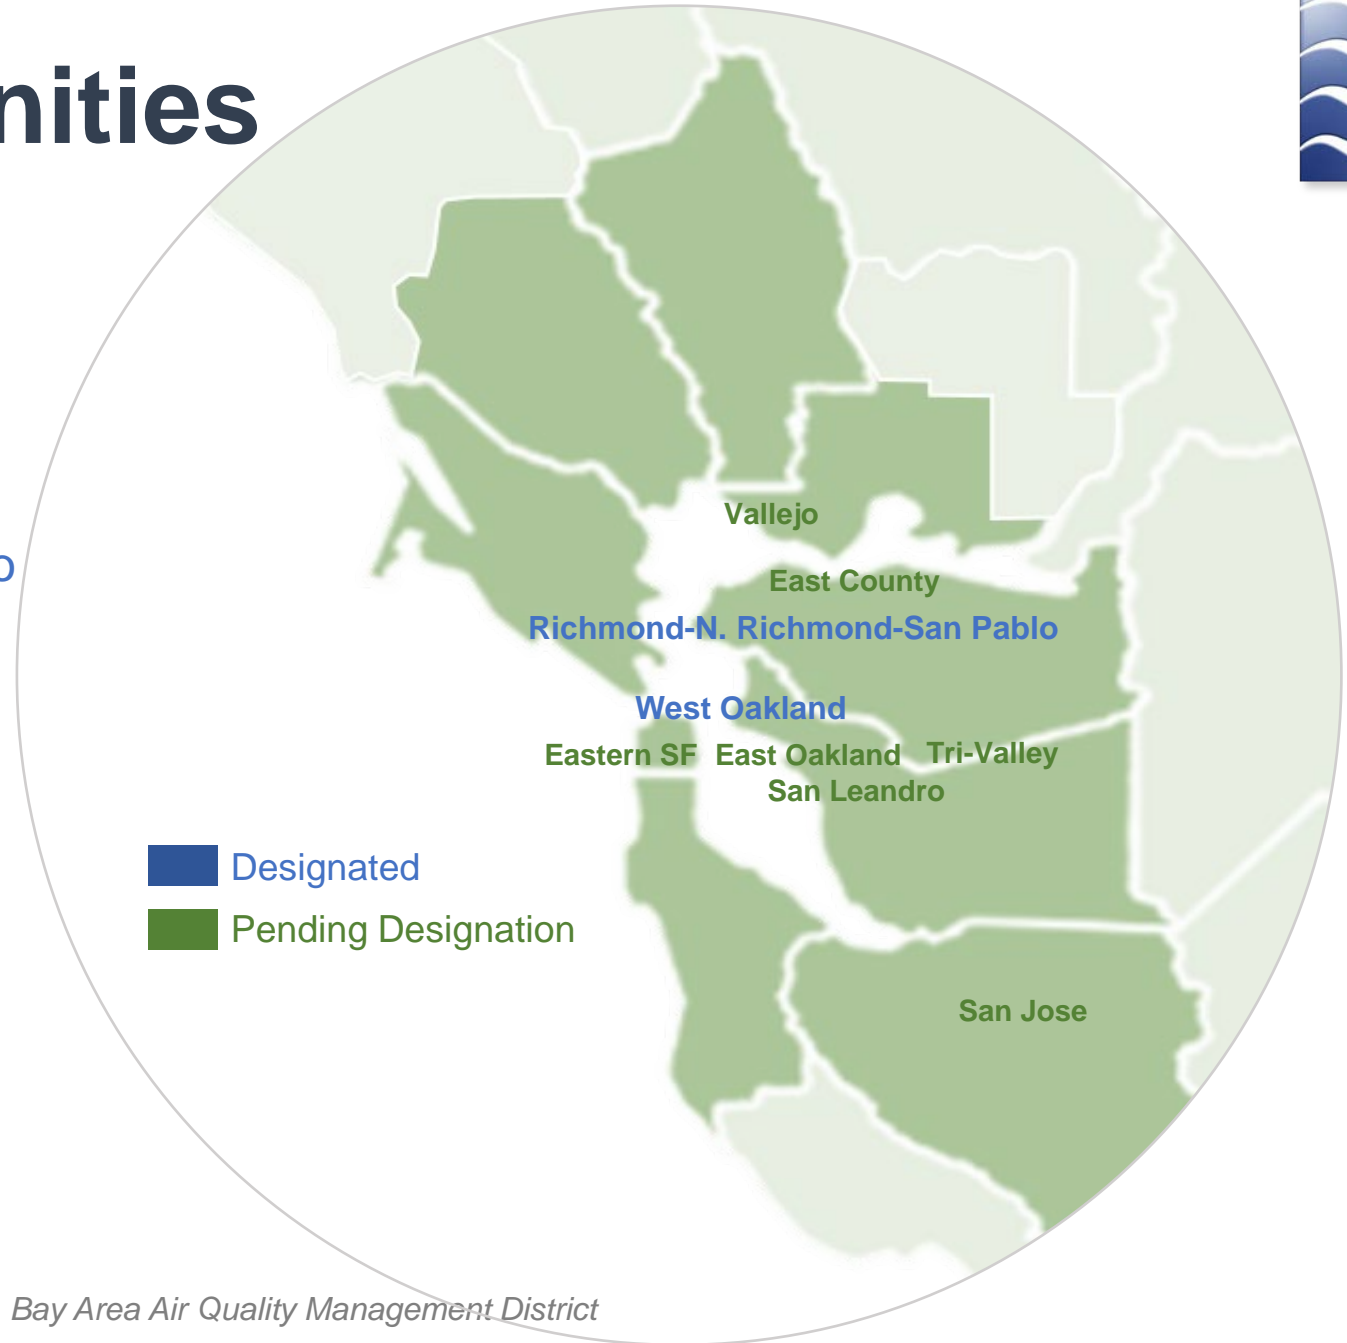 nities
o
Vallejo
East County
Richmond-N. Richmond-San Pablo
West Oakland
Eastern SF East Oakland Tri-Valley
San Leandro
Designated
Pending Designation
San Jose
Bay Area Air Quality Management District